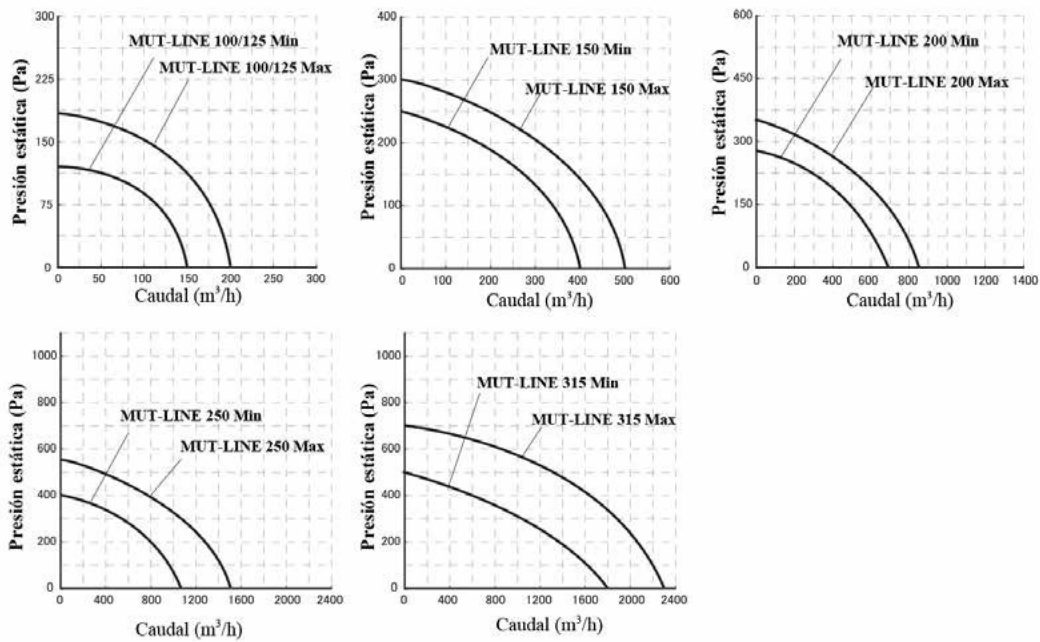 300
225
150
75
0
Presión estática (Pa)
MUT-LINE 100/125 Min
MUT-LINE 100/125 Max
0 50 100 150 200 250 300
Caudal (m³/h)
400
300
200
100
0
Presión estática (Pa)
MUT-LINE 150 Min
MUT-LINE 150 Max
0 100 200 300 400 500 600
Caudal (m³/h)
600
450
300
150
0
Presión estática (Pa)
MUT-LINE 200 Min
MUT-LINE 200 Max
0 200 400 600 800 1000 1200 1400
Caudal (m³/h)
1000
800
600
400
200
0
Presión estática (Pa)
MUT-LINE 250 Min
MUT-LINE 250 Max
0 400 800 1200 1600 2000 2400
Caudal (m³/h)
1000
800
600
400
200
0
Presión estática (Pa)
MUT-LINE 315 Min
MUT-LINE 315 Max
0 400 800 1200 1600 2000 2400
Caudal (m³/h)